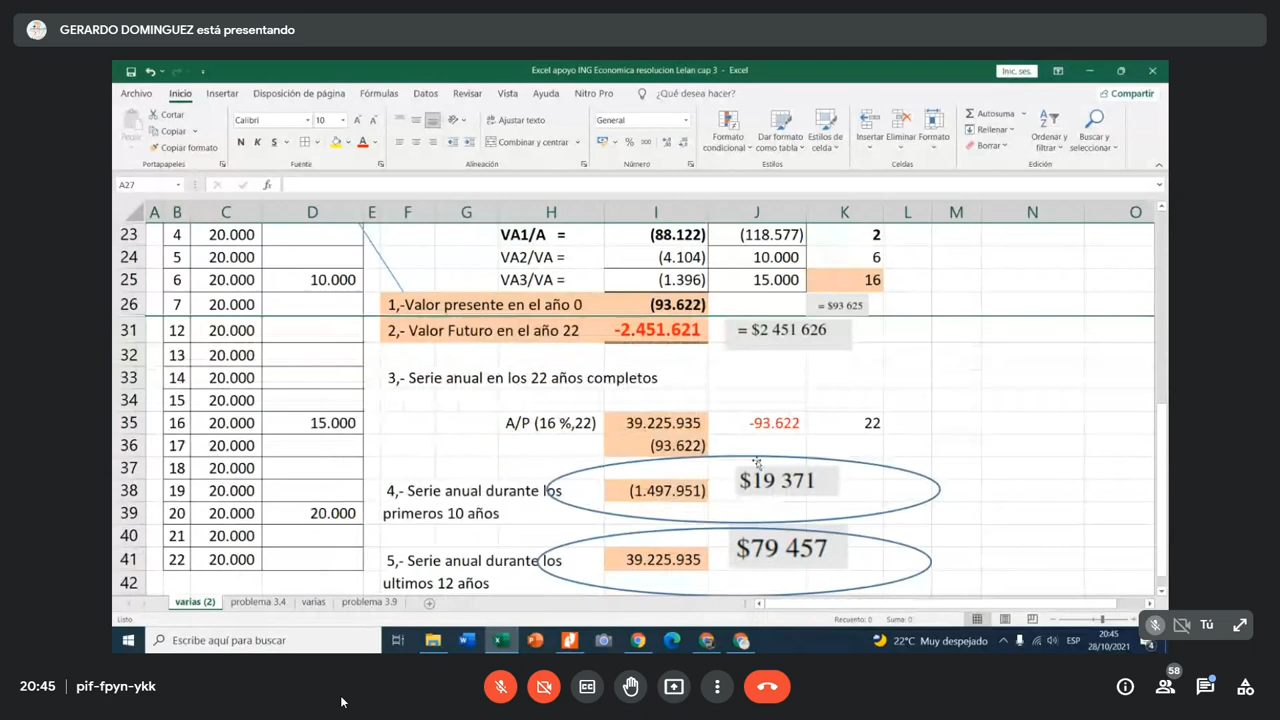 GERARDO DOMINGUEZ está presentando
Excel apoyo ING Economica resolucion Lelan cap 3 - Excel
Inic, ses.
Archivo Inicio Insertar Disposición de página Fórmulas Datos Revisar Vista Ayuda Nitro Pro ¿Qué desea hacer? Compartir
Pegar
Cortar
Copiar
Copiar formato
Portapapeles
Calibri 10
N K S
Fuente
Ajustar texto
Combinar y centrar
Alineación
General
% 000
Número
Formato condicional
Dar formato como tabla
Estilos de celda
Estilos
Insertar Eliminar Formato
Celdas
Autosuma
Rellenar
Borrar
Ordenar y filtrar
Buscar y seleccionar
Edición
A27 fx
A B C D E F G H I J K L M N O
23 4 20.000 VA1/A = (88.122) (118.577) 2
24 5 20.000 VA2/VA = (4.104) 10.000 6
25 6 20.000 10.000 VA3/VA = (1.396) 15.000 16
26 7 20.000 1,-Valor presente en el año 0 (93.622) = $93 625
31 12 20.000 2,- Valor Futuro en el año 22 -2.451.621 = $2 451 626
32 13 20.000
33 14 20.000 3,- Serie anual en los 22 años completos
34 15 20.000
35 16 20.000 15.000 A/P (16 %,22) 39.225.935 -93.622 22
36 17 20.000 (93.622)
37 18 20.000
38 19 20.000 4,- Serie anual durante los (1.497.951) $19 371
39 20 20.000 20.000 primeros 10 años
40 21 20.000
41 22 20.000 5,- Serie anual durante los 39.225.935 $79 457
42 ultimos 12 años
varias (2) problema 3.4 varias problema 3.9
Listo Recuento: 0 Suma: 0
Escribe aquí para buscar
22°C Muy despejado
ESP
20:45
28/10/2021
4
Tú
20:45 | pif-fpyn-ykk
58